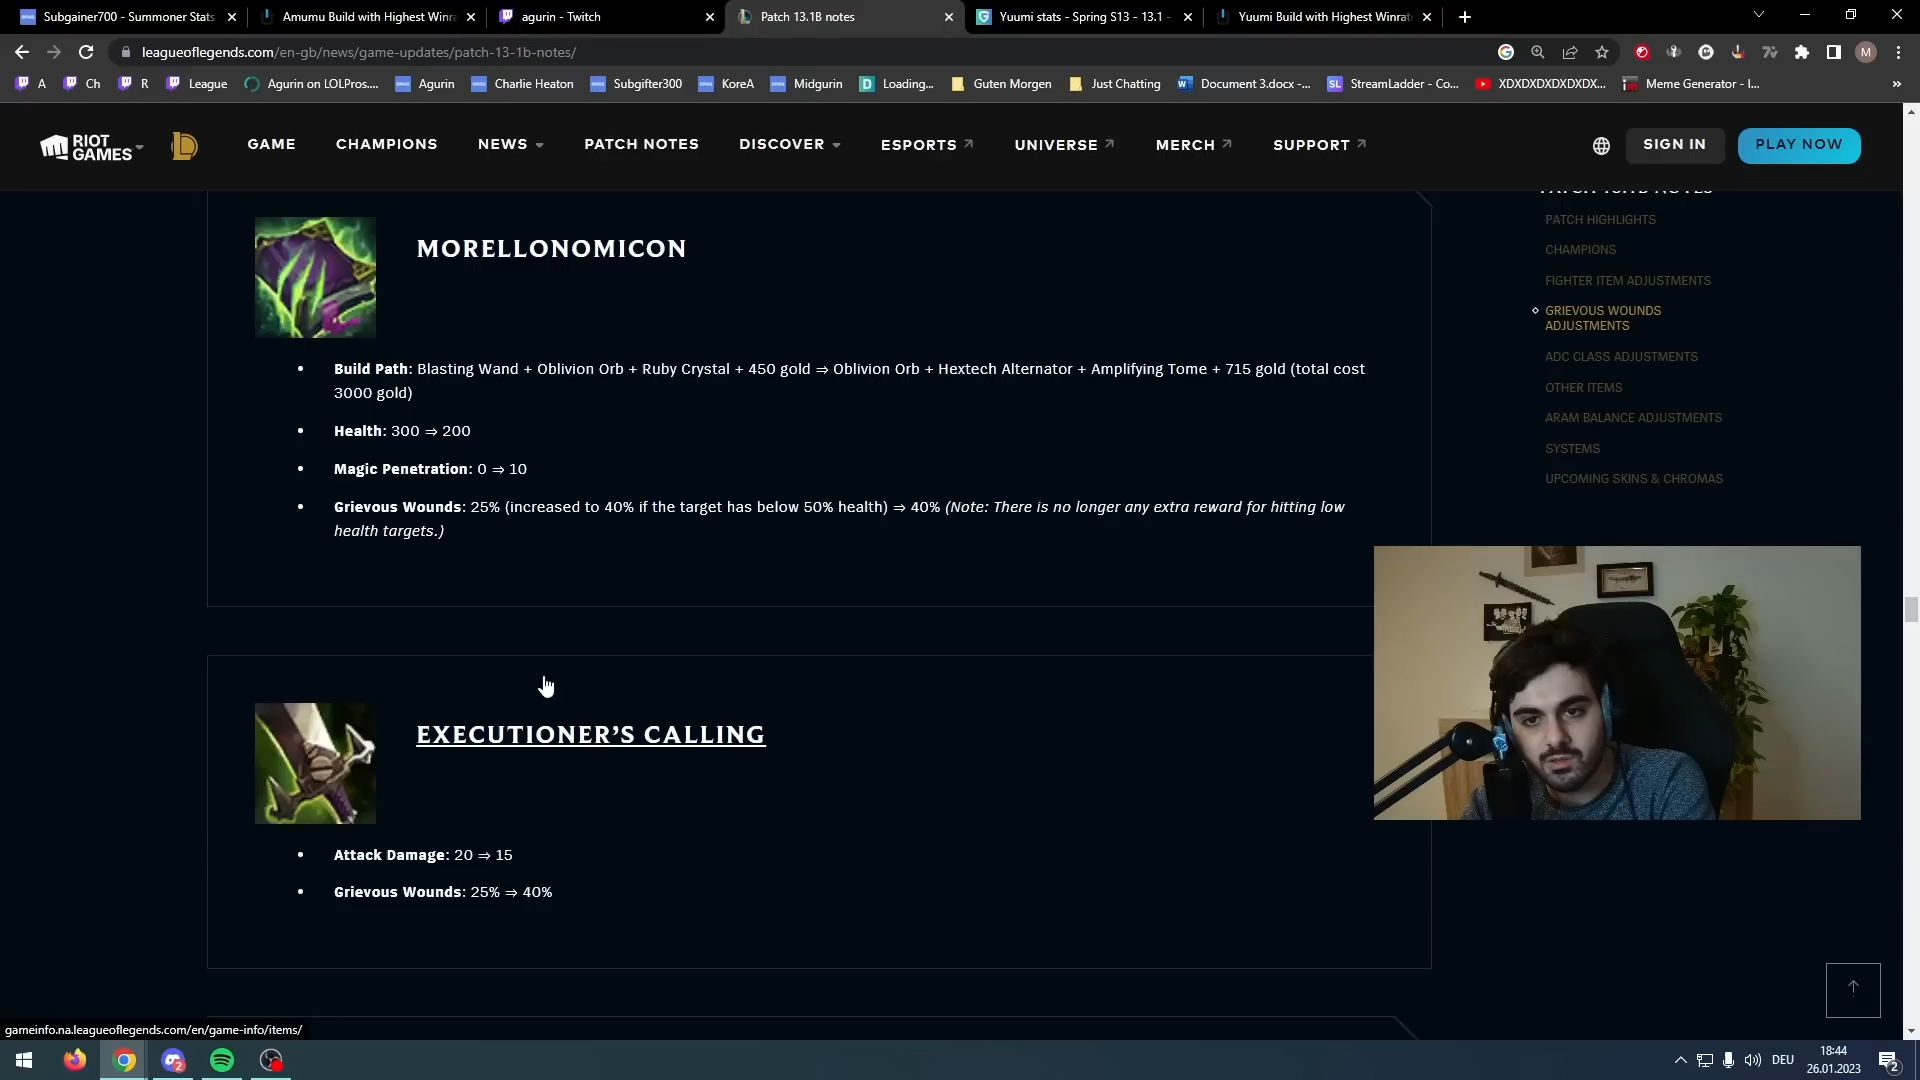 Subgainer700 - Summoner Stats
Amumu Build with Highest Winra
agurin - Twitch
Patch 13.1B notes
Yuumi stats - Spring S13 - 13.1 -
Yuumi Build with Highest Winrat
leagueoflegends.com/en-gb/news/game-updates/patch-13-1b-notes/
M
A
Ch
R
League
Agurin on LOLPros....
Agurin
Charlie Heaton
Subgifter300
KoreA
Midgurin
Loading...
Guten Morgen
Just Chatting
Document 3.docx -...
StreamLadder - Co...
XDXDXDXDXDXDX...
Meme Generator - I...
RIOT
GAMES
GAME
CHAMPIONS
NEWS
PATCH NOTES
DISCOVER
ESPORTS
UNIVERSE
MERCH
SUPPORT
SIGN IN
PLAY NOW
PATCH HIGHLIGHTS
CHAMPIONS
FIGHTER ITEM ADJUSTMENTS
GRIEVOUS WOUNDS
ADJUSTMENTS
ADC CLASS ADJUSTMENTS
OTHER ITEMS
ARAM BALANCE ADJUSTMENTS
SYSTEMS
UPCOMING SKINS & CHROMAS
MORELLONOMICON
• Build Path: Blasting Wand + Oblivion Orb + Ruby Crystal + 450 gold ⇒ Oblivion Orb + Hextech Alternator + Amplifying Tome + 715 gold (total cost
3000 gold)
• Health: 300 ⇒ 200
• Magic Penetration: 0 ⇒ 10
• Grievous Wounds: 25% (increased to 40% if the target has below 50% health) ⇒ 40% (Note: There is no longer any extra reward for hitting low
health targets.)
EXECUTIONER’S CALLING
• Attack Damage: 20 ⇒ 15
• Grievous Wounds: 25% ⇒ 40%
gameinfo.na.leagueoflegends.com/en/game-info/items/
2
DEU
18:44
26.01.2023
2